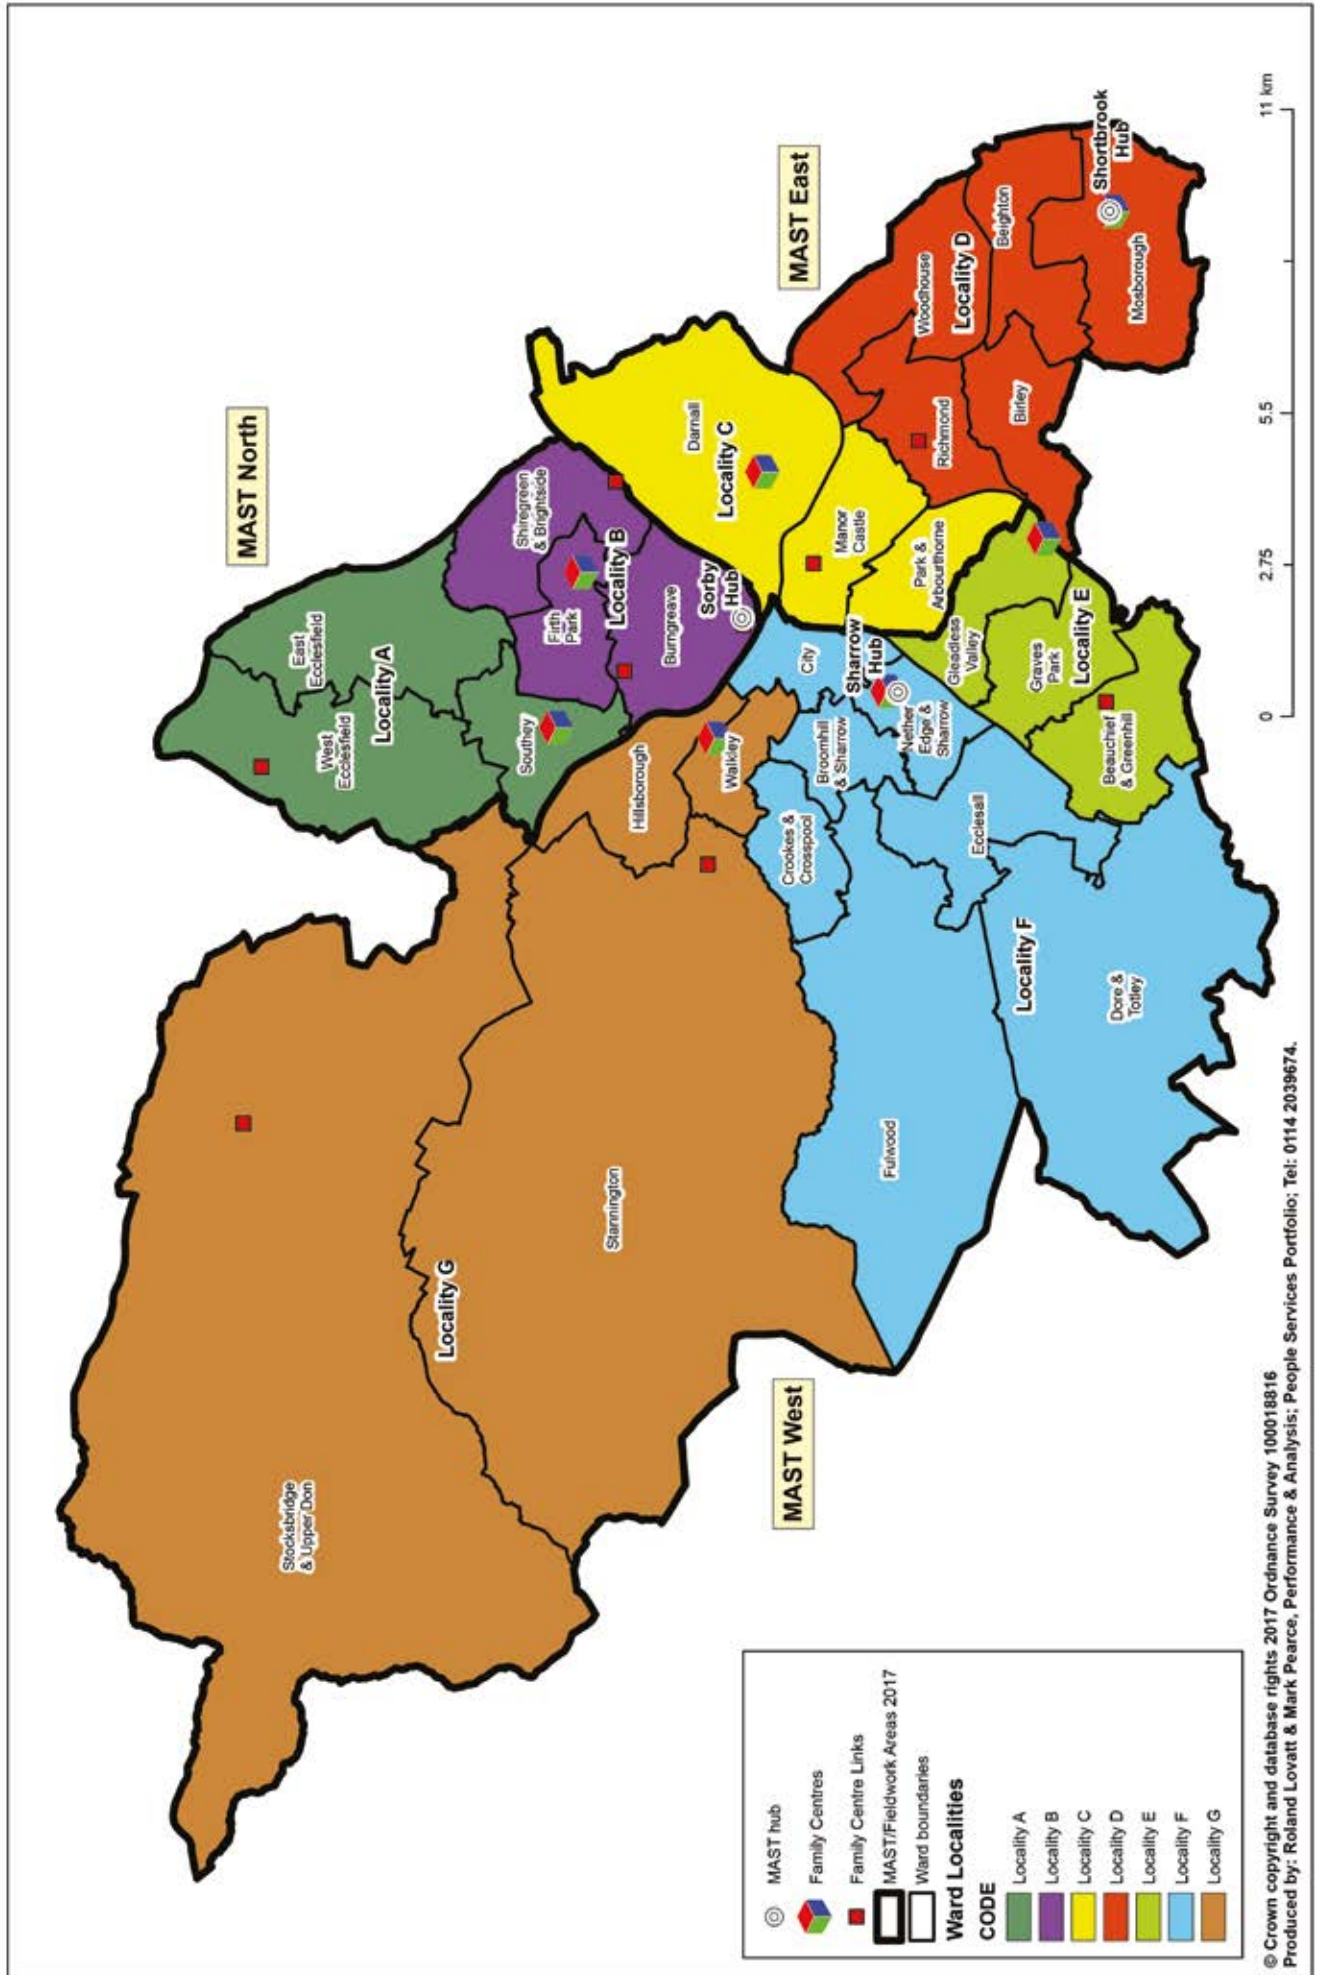 MAST North
East
Ecclesfield
West
Ecclesfield
Locality A
Southey
Shiregreen
& Brightside
Firth
Park
Locality B
Burngreave
Sorby
Hub
MAST East
Darnall
Locality C
Manor
Castle
Park &
Arbourthorne
Woodhouse
Locality D
Beighton
Richmond
Birley
Mosborough
Shortbrook
Hub
Gleadless
Valley
Graves
Park
Locality E
Beauchief
& Greenhill
City
Sharrow
Hub
Broomhill
& Sharrow
Nether
Edge &
Sharrow
Crookes &
Crosspool
Ecclesall
Locality F
Fulwood
Dore &
Totley
Hillsborough
Walkley
Stannington
Locality G
Stocksbridge
& Upper Don
MAST West
MAST hub
Family Centres
Family Centre Links
MAST/Fieldwork Areas 2017
Ward boundaries
Ward Localities
CODE
Locality A
Locality B
Locality C
Locality D
Locality E
Locality F
Locality G
0 2.75 5.5 11 km
© Crown copyright and database rights 2017 Ordnance Survey 100018816
Produced by: Roland Lovatt & Mark Pearce, Performance & Analysis; People Services Portfolio; Tel: 0114 2039674.